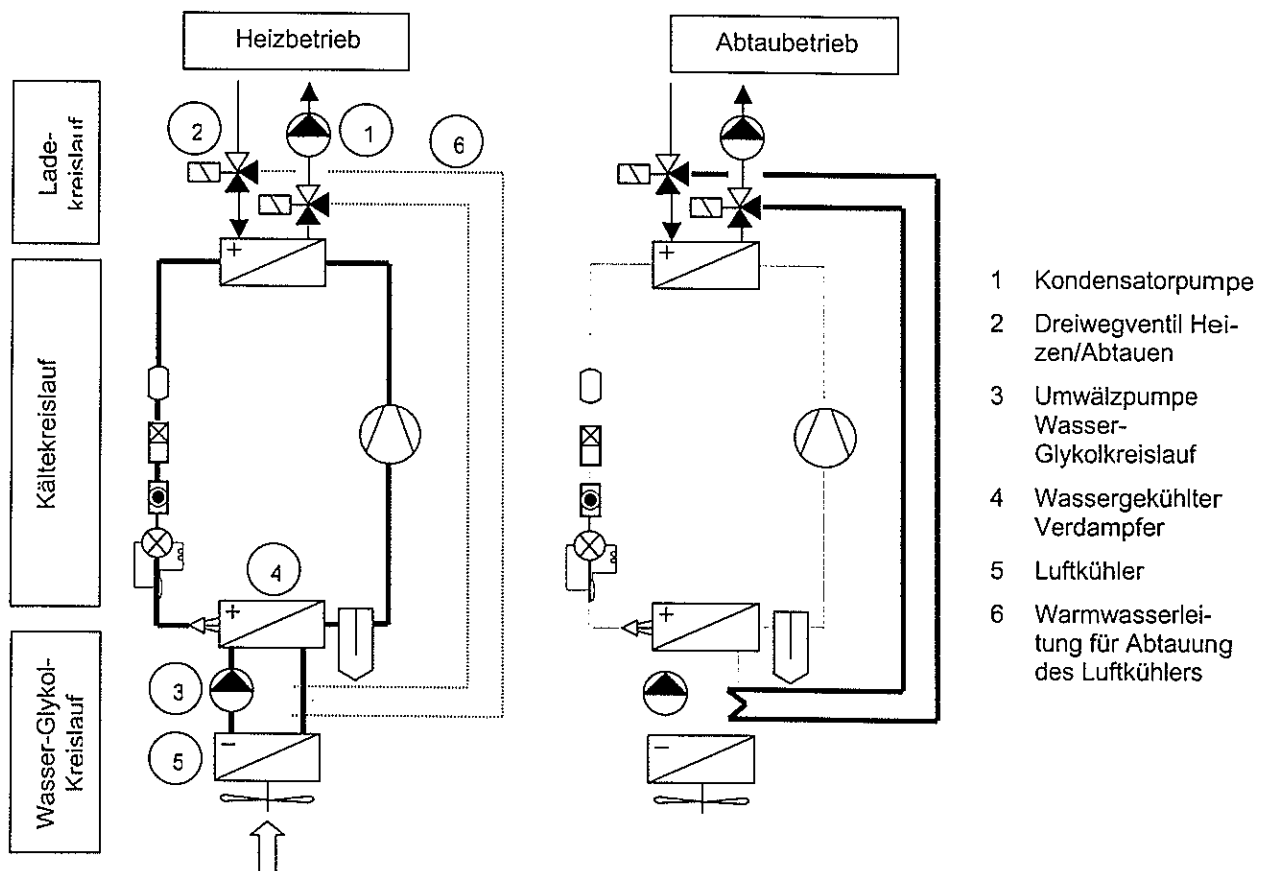 Heizbetrieb
Abtaubetrieb
Lade-
kreislauf
Kältekreislauf
Wasser-Glykol-
Kreislauf
2
1
6
4
3
5
+
+
−
+
+
−
1 Kondensatorpumpe
2 Dreiwegventil Hei-
zen/Abtauen
3 Umwälzpumpe
Wasser-
Glykolkreislauf
4 Wassergekühlter
Verdampfer
5 Luftkühler
6 Warmwasserlei-
tung für Abtauung
des Luftkühlers